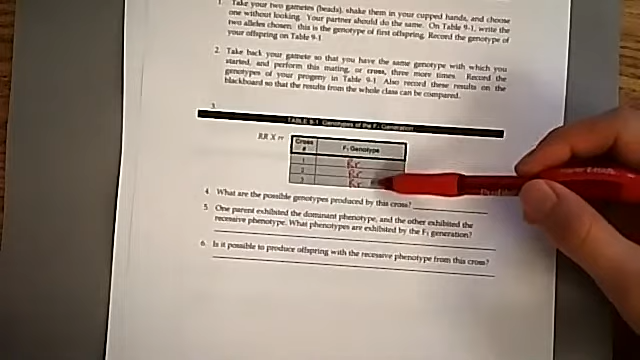 1. Take your two gametes (beads), shake them in your cupped hands, and choose
one without looking. Your partner should do the same. On Table 9-1, write the
two alleles chosen: this is the genotype of first offspring. Record the genotype of
your offspring on Table 9-1.
2. Take back your gamete so that you have the same genotype with which you
started, and perform this mating, or cross, three more times. Record the
genotypes of your progeny in Table 9-1. Also record these results on the
blackboard so that the results from the whole class can be compared.
3.
TABLE 9-1 Genotypes of the F₁ Generation
RR X rr
Cross # F₁ Genotype
1 Rr
2 Rr
3 Rr
4. What are the possible genotypes produced by this cross?
5. One parent exhibited the dominant phenotype, and the other exhibited the
recessive phenotype. What phenotypes are exhibited by the F₁ generation?
6. Is it possible to produce offspring with the recessive phenotype from this cross?